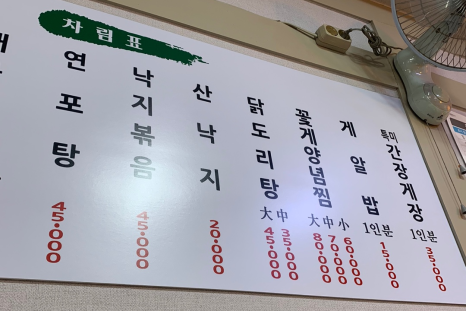 차림표
연포탕
45.000
낙지볶음
45.000
산낙지
20.000
닭도리탕
大 中
45.000 35.000
꽃게양념찜
大 中 小
80.000 70.000 60.000
게알밥
1인분
15.000
특미
간장게장
1인분
35.000